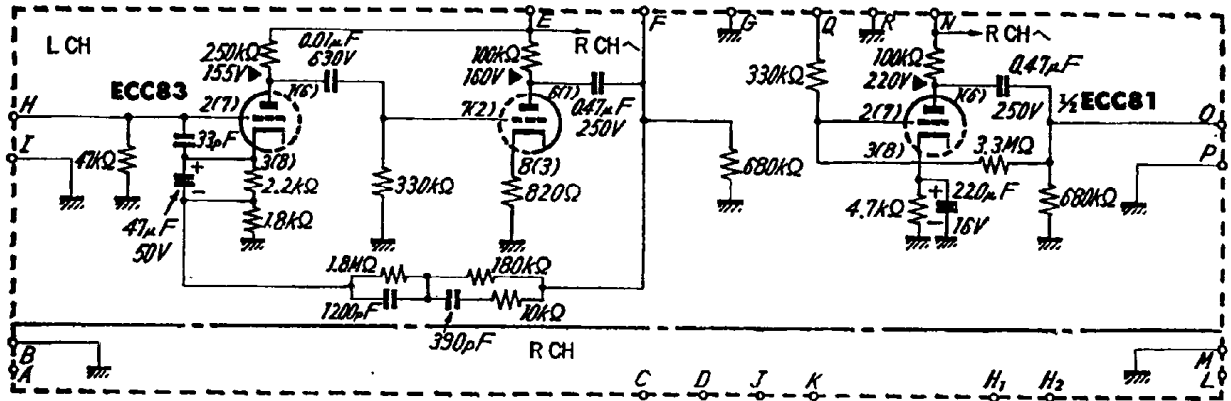 E F G Q R N
L CH
250kΩ
0.01μF
630V
R CH~
155V
100kΩ
160V
6(1)
0.47μF
250V
330kΩ
100kΩ
220V
R CH~
0.47μF
250V
ECC83
1(6)
1(6)
½ECC81
H
2(7)
7(2)
2(7)
O
I
33pF
3(8)
8(3)
3(8)
3.3MΩ
P
47kΩ
+
-
2.2kΩ
330kΩ
820Ω
680kΩ
4.7kΩ
+
-
220μF
16V
680kΩ
47μF
50V
1.8kΩ
1.8MΩ
180kΩ
1200pF
10kΩ
390pF
R CH
B
A
M
L
C D J K H1 H2